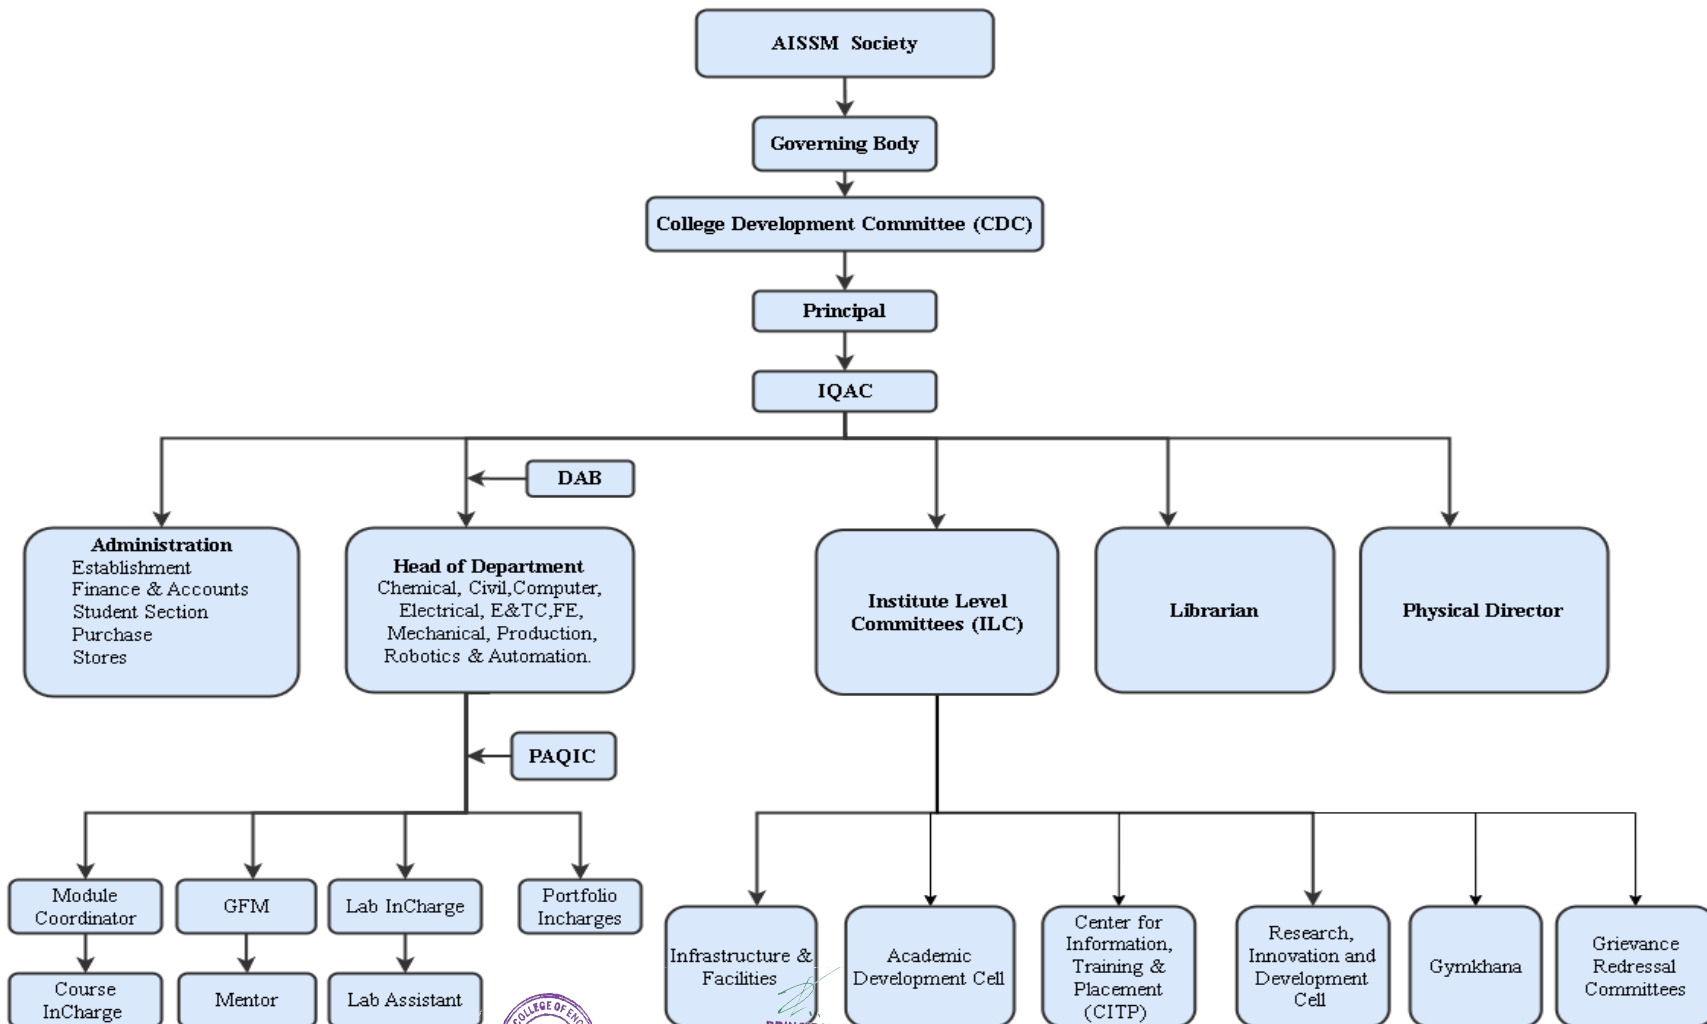 AISSM Society
Governing Body
College Development Committee (CDC)
Principal
IQAC
DAB
Administration
Establishment
Finance & Accounts
Student Section
Purchase
Stores
Head of Department
Chemical, Civil,Computer,
Electrical, E&TC,FE,
Mechanical, Production,
Robotics & Automation.
Institute Level
Committees (ILC)
Librarian
Physical Director
PAQIC
Module
Coordinator
GFM
Lab InCharge
Portfolio
Incharges
Course
InCharge
Mentor
Lab Assistant
Infrastructure &
Facilities
Academic
Development Cell
Center for
Information,
Training &
Placement
(CITP)
Research,
Innovation and
Development
Cell
Gymkhana
Grievance
Redressal
Committees
COLLEGE OF